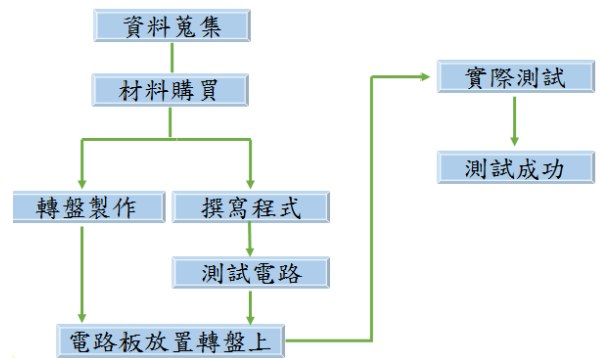 資料蒐集
材料購買
轉盤製作
撰寫程式
測試電路
電路板放置轉盤上
實際測試
測試成功